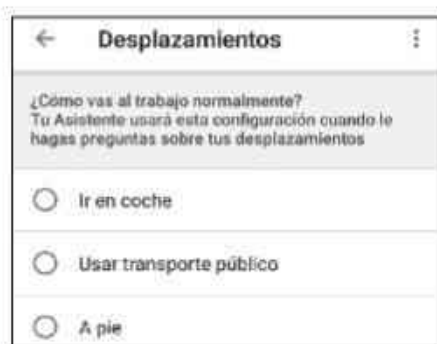 Desplazamientos
¿Cómo vas al trabajo normalmente?
Tu Asistente usará esta configuración cuando le
hagas preguntas sobre tus desplazamientos
Ir en coche
Usar transporte público
A pie